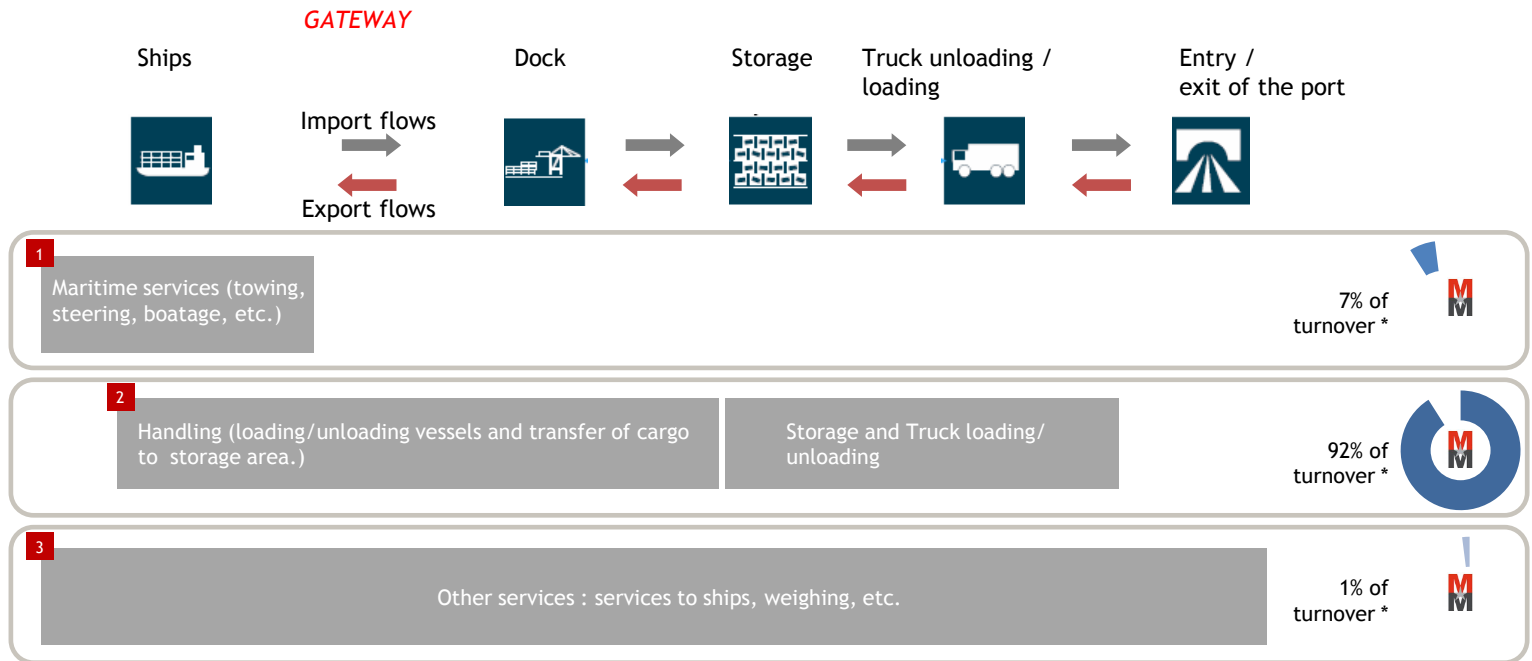 GATEWAY
Ships
Dock
Storage
Truck unloading /
loading
Entry /
exit of the port
Import flows
Export flows
1
Maritime services (towing,
steering, boatage, etc.)
7% of
turnover *
M
M
2
Handling (loading/unloading vessels and transfer of cargo
to storage area.)
Storage and Truck loading/
unloading
92% of
turnover *
M
M
3
Other services : services to ships, weighing, etc.
1% of
turnover *
M
M